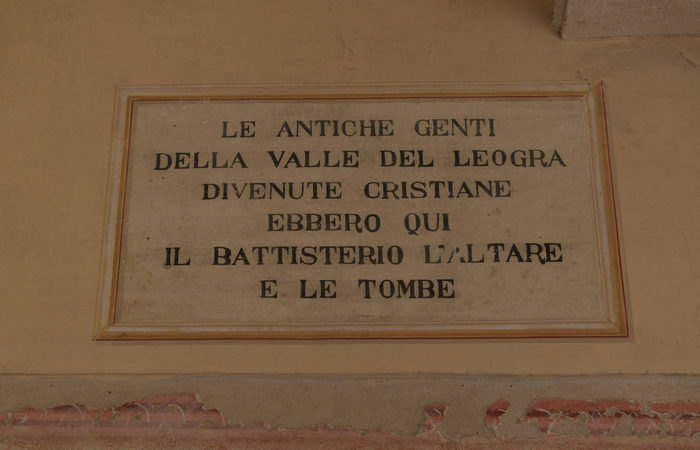 LE ANTICHE GENTI
DELLA VALLE DEL LEOGRA
DIVENUTE CRISTIANE
EBBERO QUI
IL BATTISTERIO L'ALTARE
E LE TOMBE